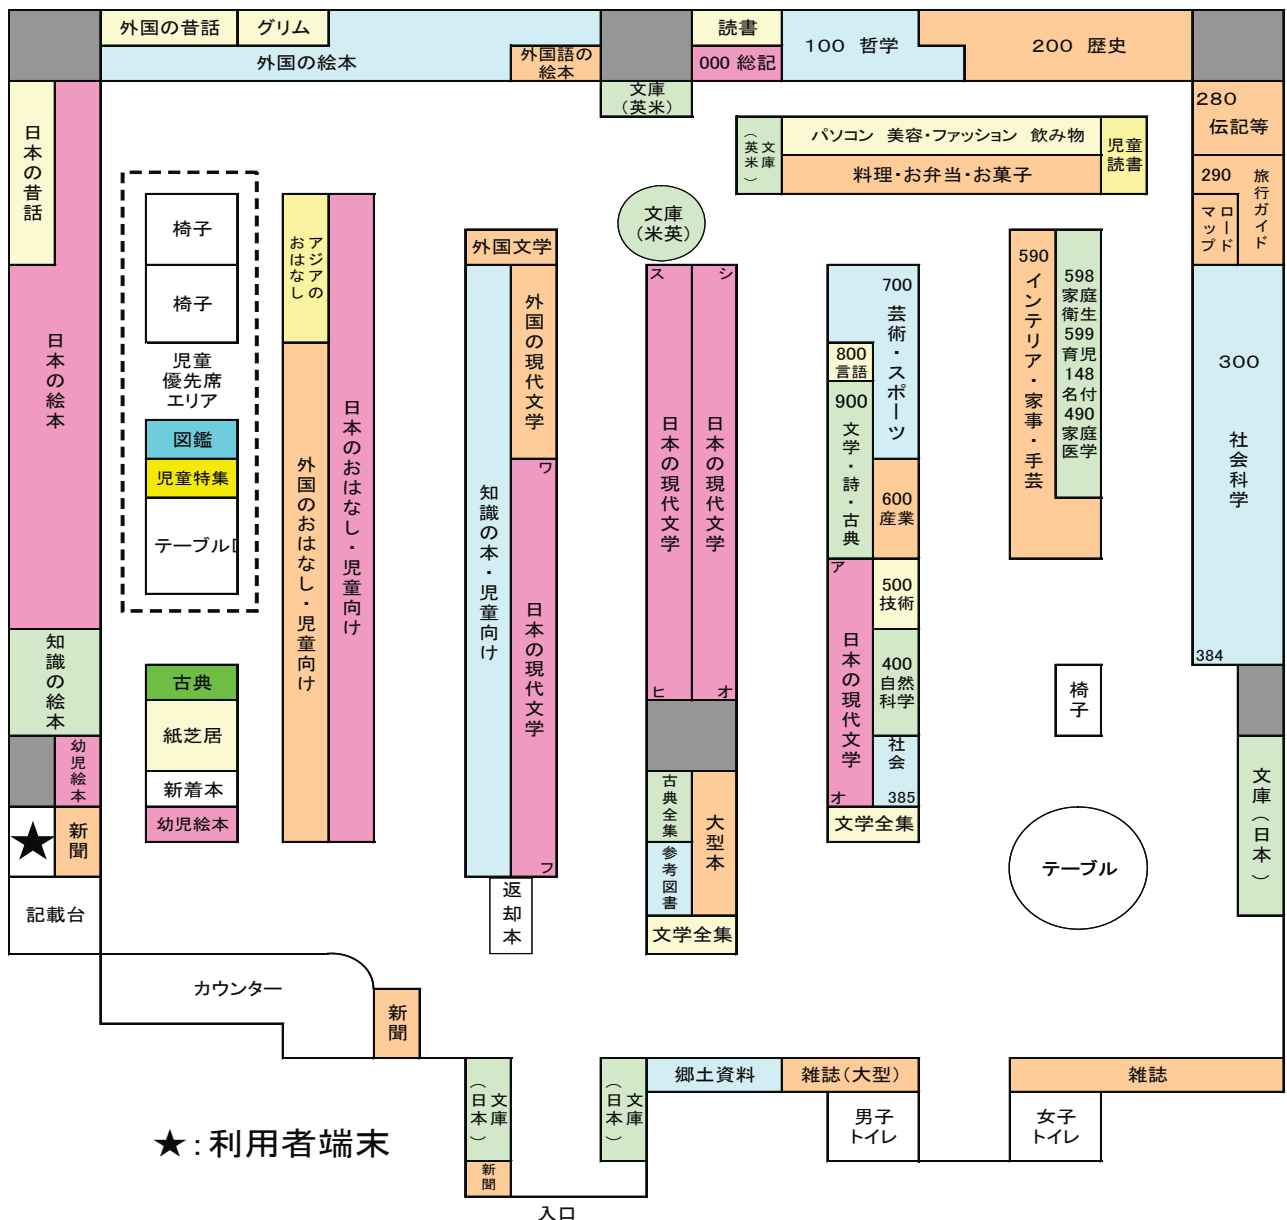 外国の昔話
グリム
外国の絵本
外国語の
絵本
読書
000 総記
100 哲学
200 歴史
文庫
(英米)
280
伝記等
290
旅行ガイド
ロード
マップ
文庫
(英米)
パソコン 美容・ファッション 飲み物
料理・お弁当・お菓子
児童
読書
日本の昔話
日本の絵本
知識の絵本
幼児絵本
★
新聞
記載台
椅子
椅子
児童
優先席
エリア
図鑑
児童特集
テーブル
古典
紙芝居
新着本
幼児絵本
アジアの
おはなし
外国のおはなし・児童向け
日本のおはなし・児童向け
外国文学
知識の本・児童向け
外国の現代文学
ワ
日本の現代文学
フ
返却本
文庫
(米英)
ス
日本の現代文学
ヒ
シ
日本の現代文学
オ
古典全集
参考図書
大型本
文学全集
700
芸術・スポーツ
800
言語
900
文学・詩・古典
600
産業
ア
日本の現代文学
オ
500
技術
400
自然
科学
社会
385
文学全集
590
インテリア・家事・手芸
598
家庭
衛生
599
育児
148
名付
490
家庭
医学
300
社会科学
384
椅子
文庫(日本)
テーブル
カウンター
新聞
文庫
(日本)
新聞
文庫
(日本)
郷土資料
雑誌(大型)
雑誌
男子
トイレ
女子
トイレ
★:利用者端末
入口